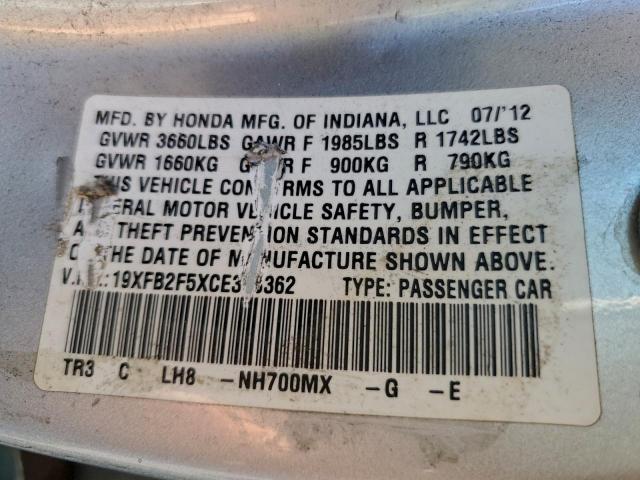 MFD. BY HONDA MFG. OF INDIANA, LLC 07/'12
GVWR 3660LBS GAWR F 1985LBS R 1742LBS
GVWR 1660KG F 900KG R 790KG
THIS VEHICLE TO ALL APPLICABLE
MOTOR VEHICLE SAFETY, BUMPER,
THEFT PREVENTION STANDARDS IN EFFECT
THE DATE OF MANUFACTURE SHOWN ABOVE.
TYPE: PASSENGER CAR
TR3 C LH8 -NH700MX -G -E